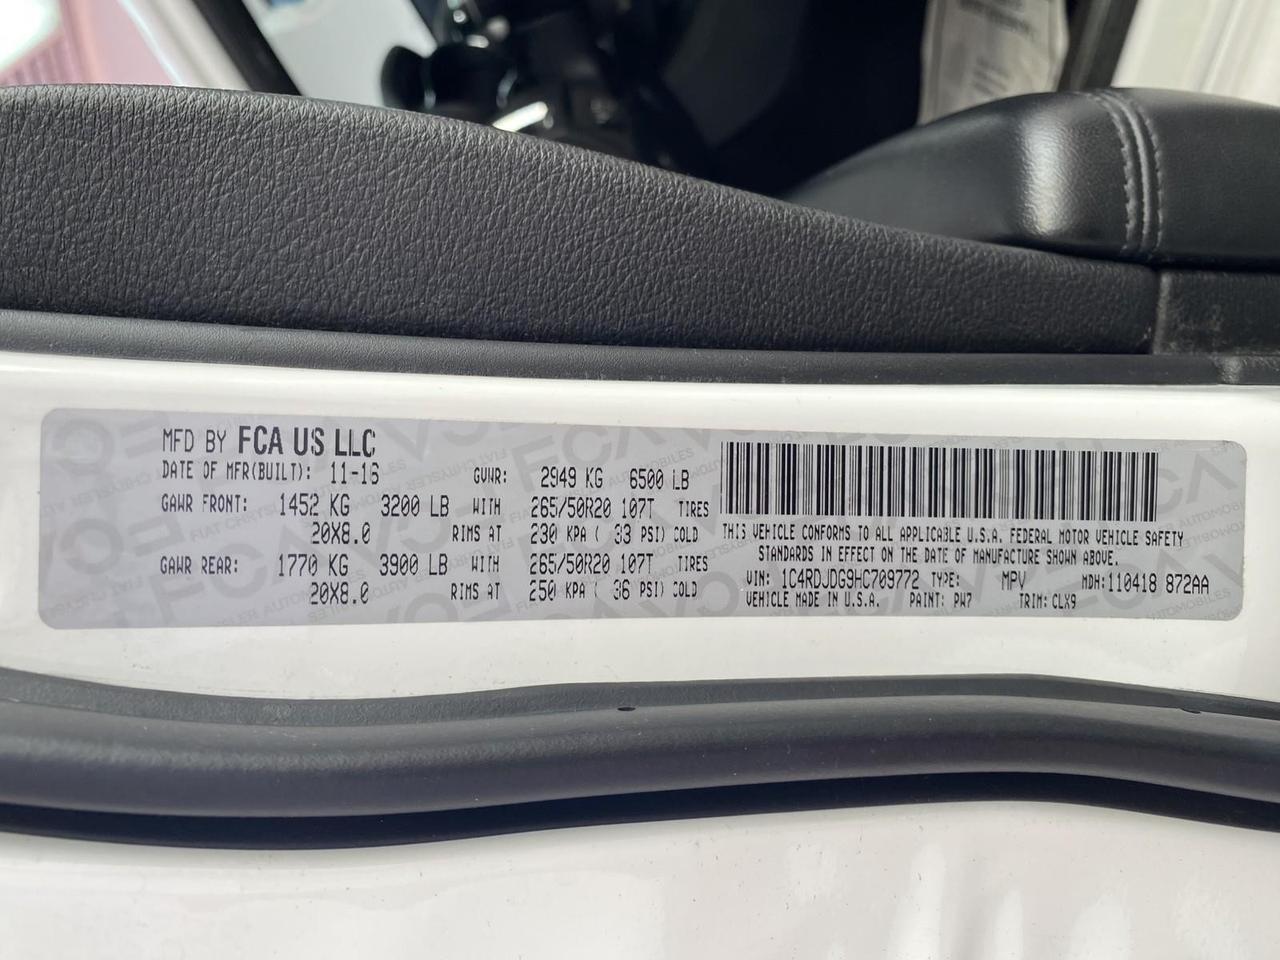 MFD BY FCA US LLC
DATE OF MFR(BUILT): 11-16 GVWR: 2949 KG 6500 LB
GAWR FRONT: 1452 KG 3200 LB WITH 265/50R20 107T TIRES
20X8.0 RIMS AT 230 KPA ( 33 PSI) COLD
GAWR REAR: 1770 KG 3900 LB WITH 265/50R20 107T TIRES
20X8.0 RIMS AT 250 KPA ( 36 PSI) COLD
THIS VEHICLE CONFORMS TO ALL APPLICABLE U.S.A. FEDERAL MOTOR VEHICLE SAFETY
STANDARDS IN EFFECT ON THE DATE OF MANUFACTURE SHOWN ABOVE.
VIN: 1C4RDJDG9HC709772 TYPE: MPV MDH:110418 872AA
VEHICLE MADE IN U.S.A. PAINT: PW7 TRIM: CLX9